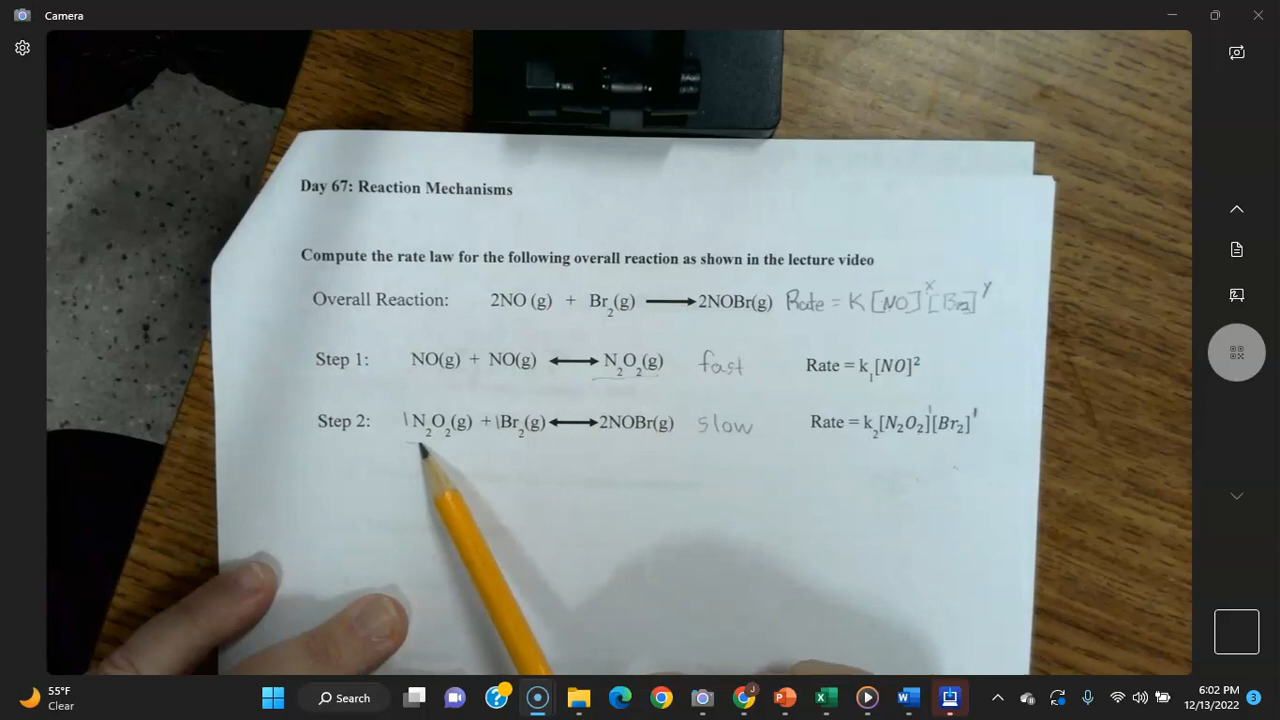 Camera
Day 67: Reaction Mechanisms
Compute the rate law for the following overall reaction as shown in the lecture video
Overall Reaction: 2NO (g) + Br₂(g) ⟶ 2NOBr(g) Rate = K [NO]ˣ [Br₂]ʸ
Step 1: NO(g) + NO(g) ⟷ N₂O₂(g) fast Rate = k₁[NO]²
Step 2: 1N₂O₂(g) + 1Br₂(g) ⟷ 2NOBr(g) slow Rate = k₂[N₂O₂]¹[Br₂]¹
55°F
Clear
Search
6:02 PM
12/13/2022
3